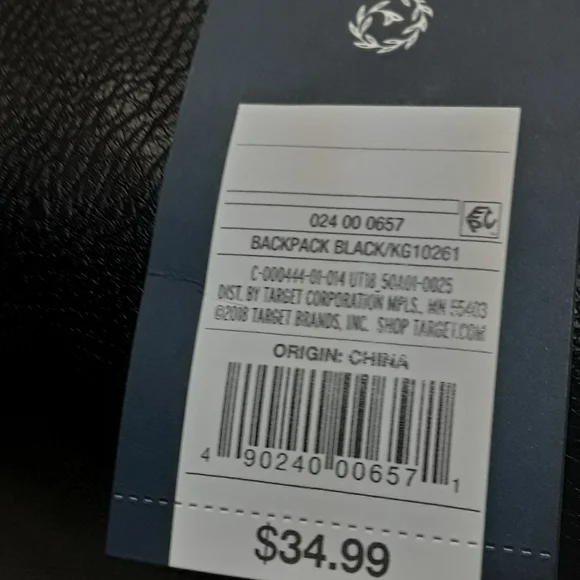 024 00 0657
BACKPACK BLACK/KG10261
C-000444-01-014 UT18 50A01-0025
DIST. BY TARGET CORPORATION MPLS., MN 55403
©2018 TARGET BRANDS, INC. SHOP TARGET.COM
ORIGIN: CHINA
4 90240 00657 1
$34.99